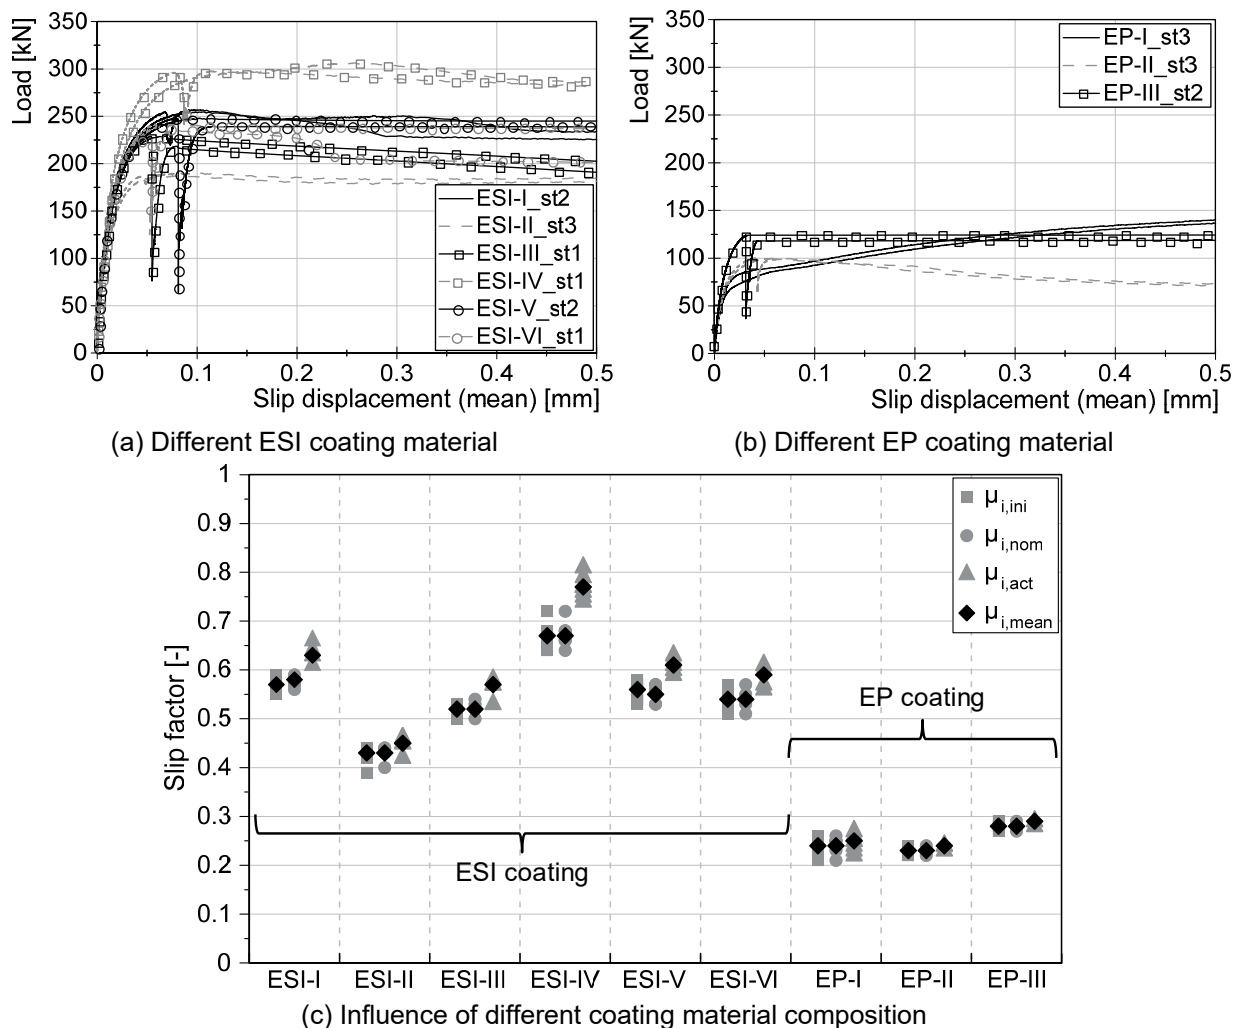 Load [kN]
350
300
250
200
150
100
50
0
ESI-I_st2
ESI-II_st3
ESI-III_st1
ESI-IV_st1
ESI-V_st2
ESI-VI_st1
0 0.1 0.2 0.3 0.4 0.5
Slip displacement (mean) [mm]
(a) Different ESI coating material
Load [kN]
350
300
250
200
150
100
50
0
EP-I_st3
EP-II_st3
EP-III_st2
0 0.1 0.2 0.3 0.4 0.5
Slip displacement (mean) [mm]
(b) Different EP coating material
Slip factor [-]
1
0.9
0.8
0.7
0.6
0.5
0.4
0.3
0.2
0.1
0
μi,ini
μi,nom
μi,act
μi,mean
EP coating
ESI coating
ESI-I ESI-II ESI-III ESI-IV ESI-V ESI-VI EP-I EP-II EP-III
(c) Influence of different coating material composition